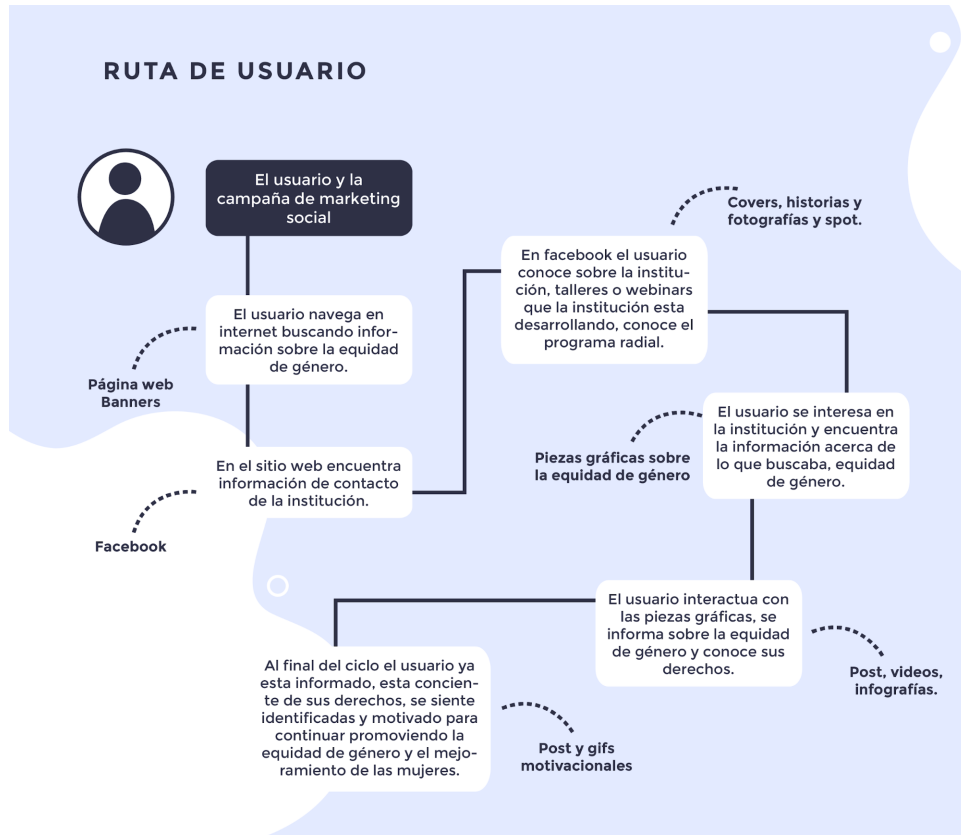 RUTA DE USUARIO
El usuario y la
campaña de marketing
social
El usuario navega en
internet buscando infor-
mación sobre la equidad
de género.
Página web
Banners
En el sitio web encuentra
información de contacto
de la institución.
Facebook
Covers, historias y
fotografías y spot.
En facebook el usuario
conoce sobre la institu-
ción, talleres o webinars
que la institución esta
desarrollando, conoce el
programa radial.
El usuario se interesa en
la institución y encuentra
la información acerca de
lo que buscaba, equidad
de género.
Piezas gráficas sobre
la equidad de género
El usuario interactua con
las piezas gráficas, se
informa sobre la equidad
de género y conoce sus
derechos.
Post, videos,
infografías.
Al final del ciclo el usuario ya
esta informado, esta concien-
te de sus derechos, se siente
identificadas y motivado para
continuar promoviendo la
equidad de género y el mejo-
ramiento de las mujeres.
Post y gifs
motivacionales